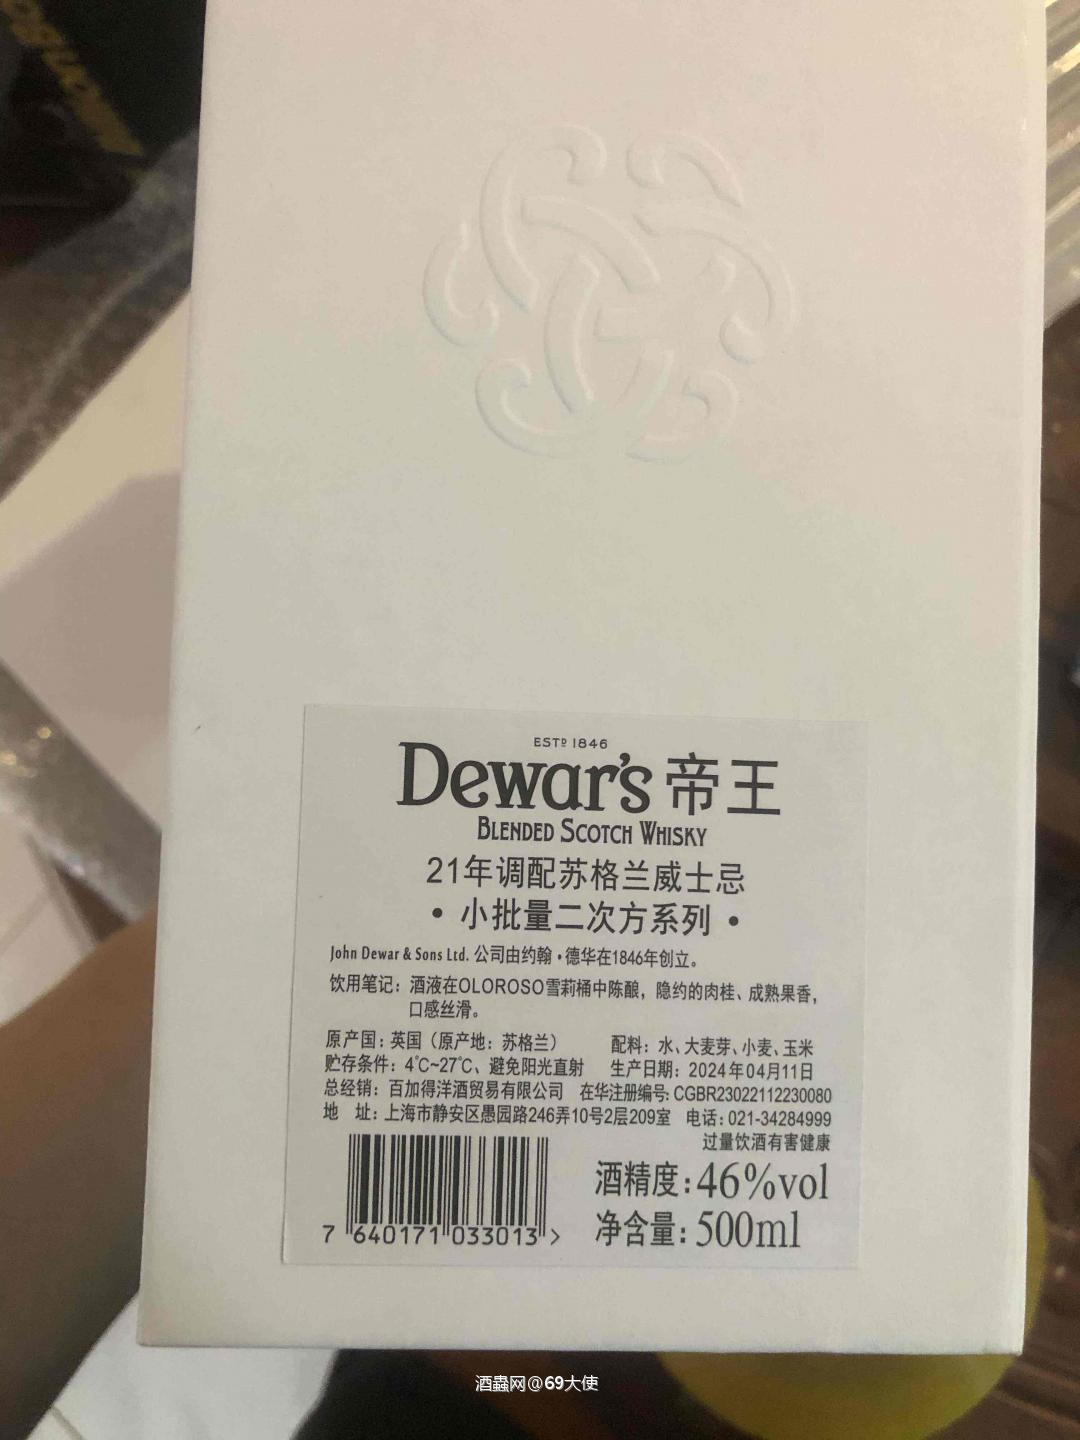 ESTD 1846
Dewar's 帝王
BLENDED SCOTCH WHISKY
21年调配苏格兰威士忌
• 小批量二次方系列 •
John Dewar & Sons Ltd. 公司由约翰·德华在1846年创立。
饮用笔记：酒液在OLOROSO雪莉桶中陈酿，隐约的肉桂、成熟果香，
口感丝滑。
原产国：英国（原产地：苏格兰） 配料：水、大麦芽、小麦、玉米
贮存条件：4℃~27℃、避免阳光直射 生产日期：2024年04月11日
总经销：百加得洋酒贸易有限公司 在华注册编号：CGBR23022112230080
地 址：上海市静安区愚园路246弄10号2层209室 电话：021-34284999
过量饮酒有害健康
酒精度：46%vol
净含量：500ml
7 640171 033013 >
酒蟲网@69大使